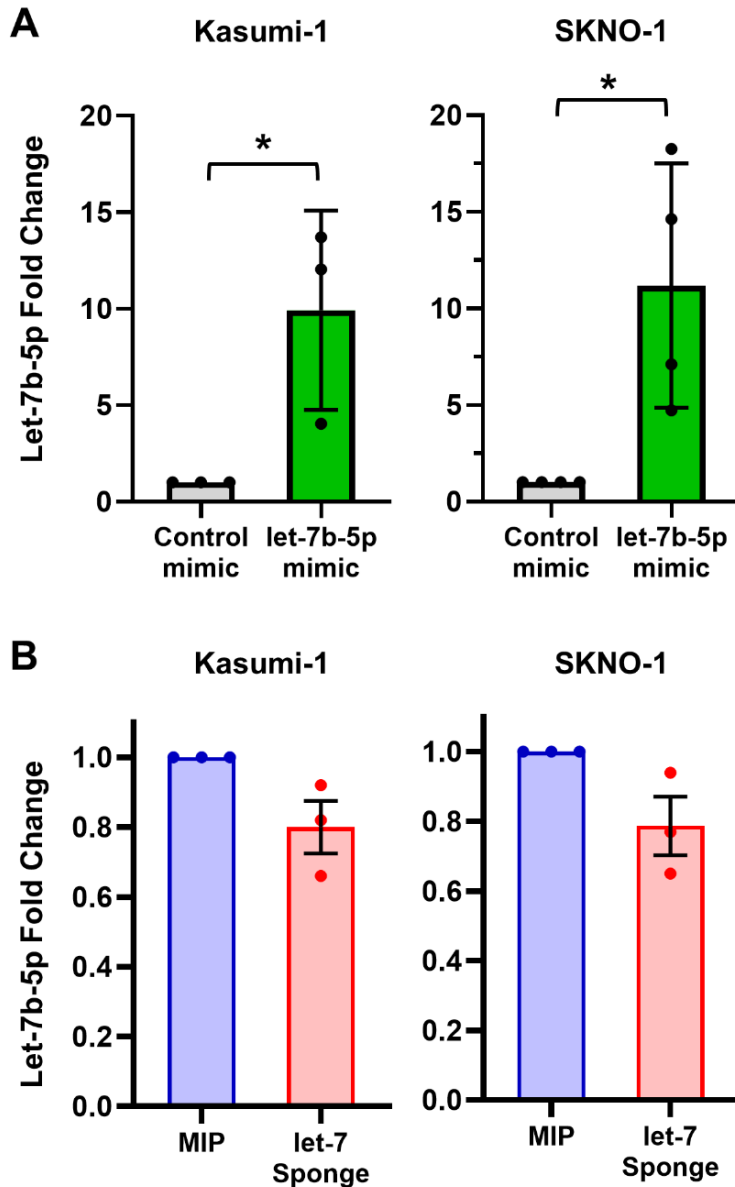 A
Kasumi-1
SKNO-1
Let-7b-5p Fold Change
20
15
10
5
0
*
Control
mimic
let-7b-5p
mimic
20
15
10
5
0
*
Control
mimic
let-7b-5p
mimic
B
Kasumi-1
SKNO-1
Let-7b-5p Fold Change
1.0
0.8
0.6
0.4
0.2
0.0
MIP
let-7
Sponge
1.0
0.8
0.6
0.4
0.2
0.0
MIP
let-7
Sponge